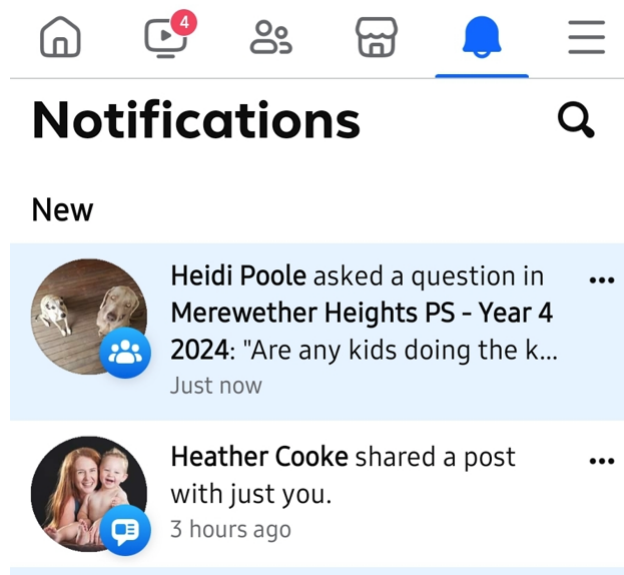 4
Notifications
New
Heidi Poole asked a question in
Merewether Heights PS - Year 4
2024: "Are any kids doing the k...
Just now
Heather Cooke shared a post
with just you.
3 hours ago